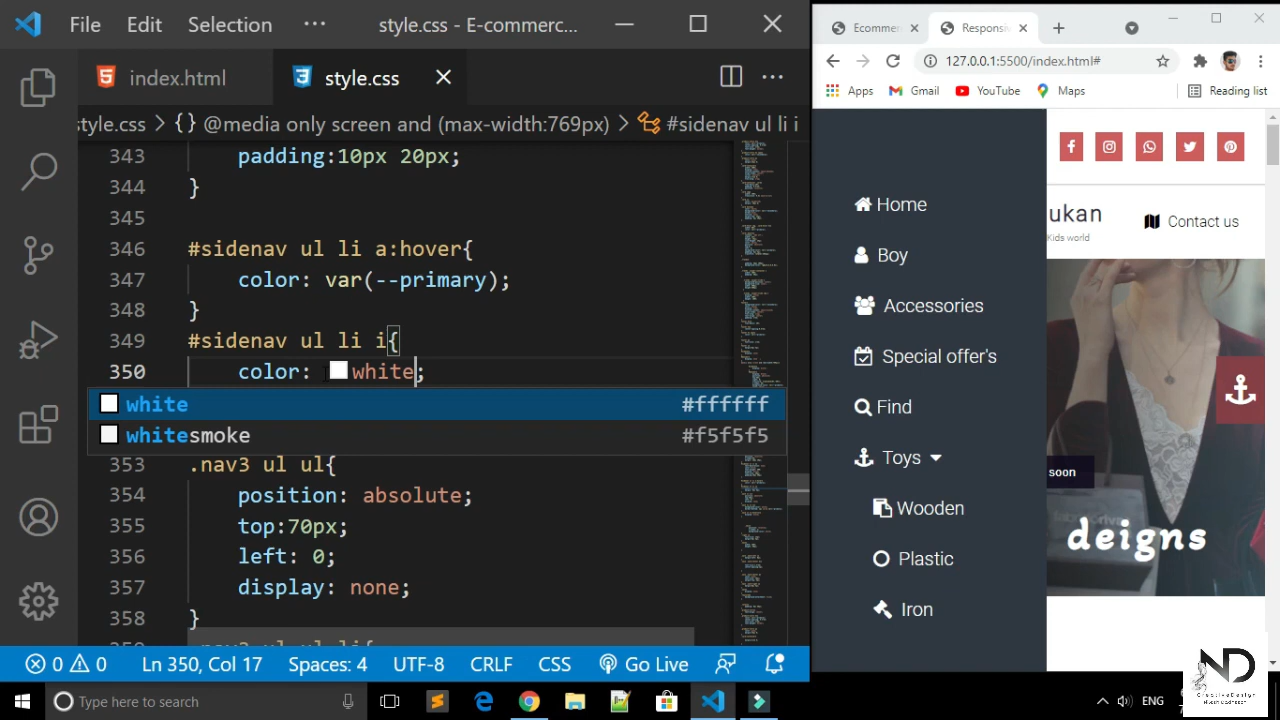 File Edit Selection ··· style.css - E-commerc...
index.html style.css
style.css > { } @media only screen and (max-width:769px) > #sidenav ul li i
343 padding:10px 20px;
344 }
345
346 #sidenav ul li a:hover{
347 color: var(--primary);
348 }
349 #sidenav ul li i{
350 color: white;
white #ffffff
whitesmoke #f5f5f5
353 .nav3 ul ul{
354 position: absolute;
355 top:70px;
356 left: 0;
357 display: none;
358 }
0 0 Ln 350, Col 17 Spaces: 4 UTF-8 CRLF CSS Go Live
Type here to search
ENG
Ecommer Responsiv
127.0.0.1:5500/index.html#
Apps Gmail YouTube Maps Reading list
Home
Boy
Accessories
Special offer's
Find
Toys
Wooden
Plastic
Iron
ukan
Kids world
Contact us
soon
deigns
ND
CreativeDesign